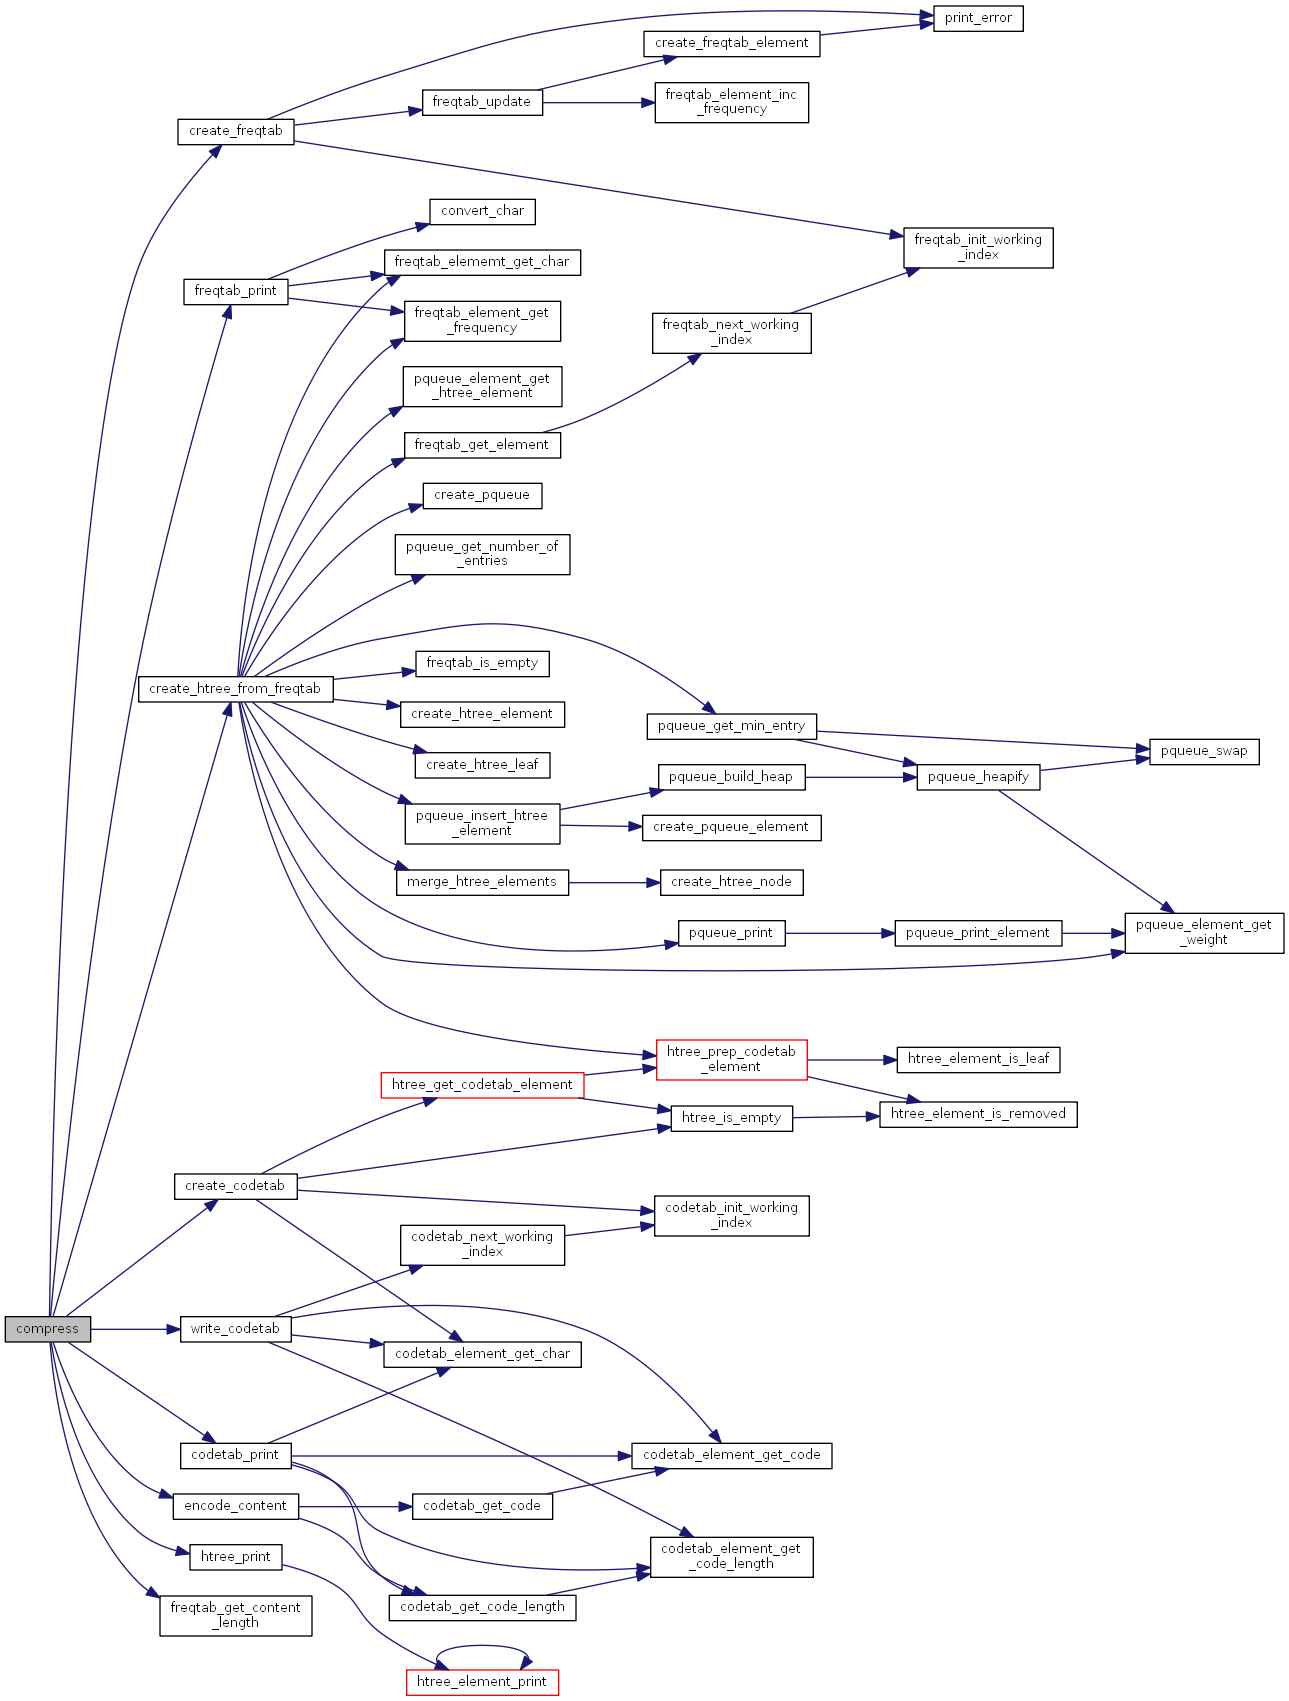 print_error
create_freqtab_element
freqtab_element_inc
_frequency
freqtab_update
create_freqtab
convert_char
freqtab_init_working
_index
freqtab_elememt_get_char
freqtab_print
freqtab_element_get
_frequency
freqtab_next_working
_index
pqueue_element_get
_htree_element
freqtab_get_element
create_pqueue
pqueue_get_number_of
_entries
freqtab_is_empty
create_htree_from_freqtab
create_htree_element
pqueue_get_min_entry
pqueue_swap
create_htree_leaf
pqueue_build_heap
pqueue_heapify
pqueue_insert_htree
_element
create_pqueue_element
merge_htree_elements
create_htree_node
pqueue_print
pqueue_print_element
pqueue_element_get
_weight
htree_prep_codetab
_element
htree_element_is_leaf
htree_get_codetab_element
htree_is_empty
htree_element_is_removed
create_codetab
codetab_init_working
_index
codetab_next_working
_index
compress
write_codetab
codetab_element_get_char
codetab_print
codetab_element_get_code
encode_content
codetab_get_code
htree_print
codetab_element_get
_code_length
freqtab_get_content
_length
codetab_get_code_length
htree_element_print